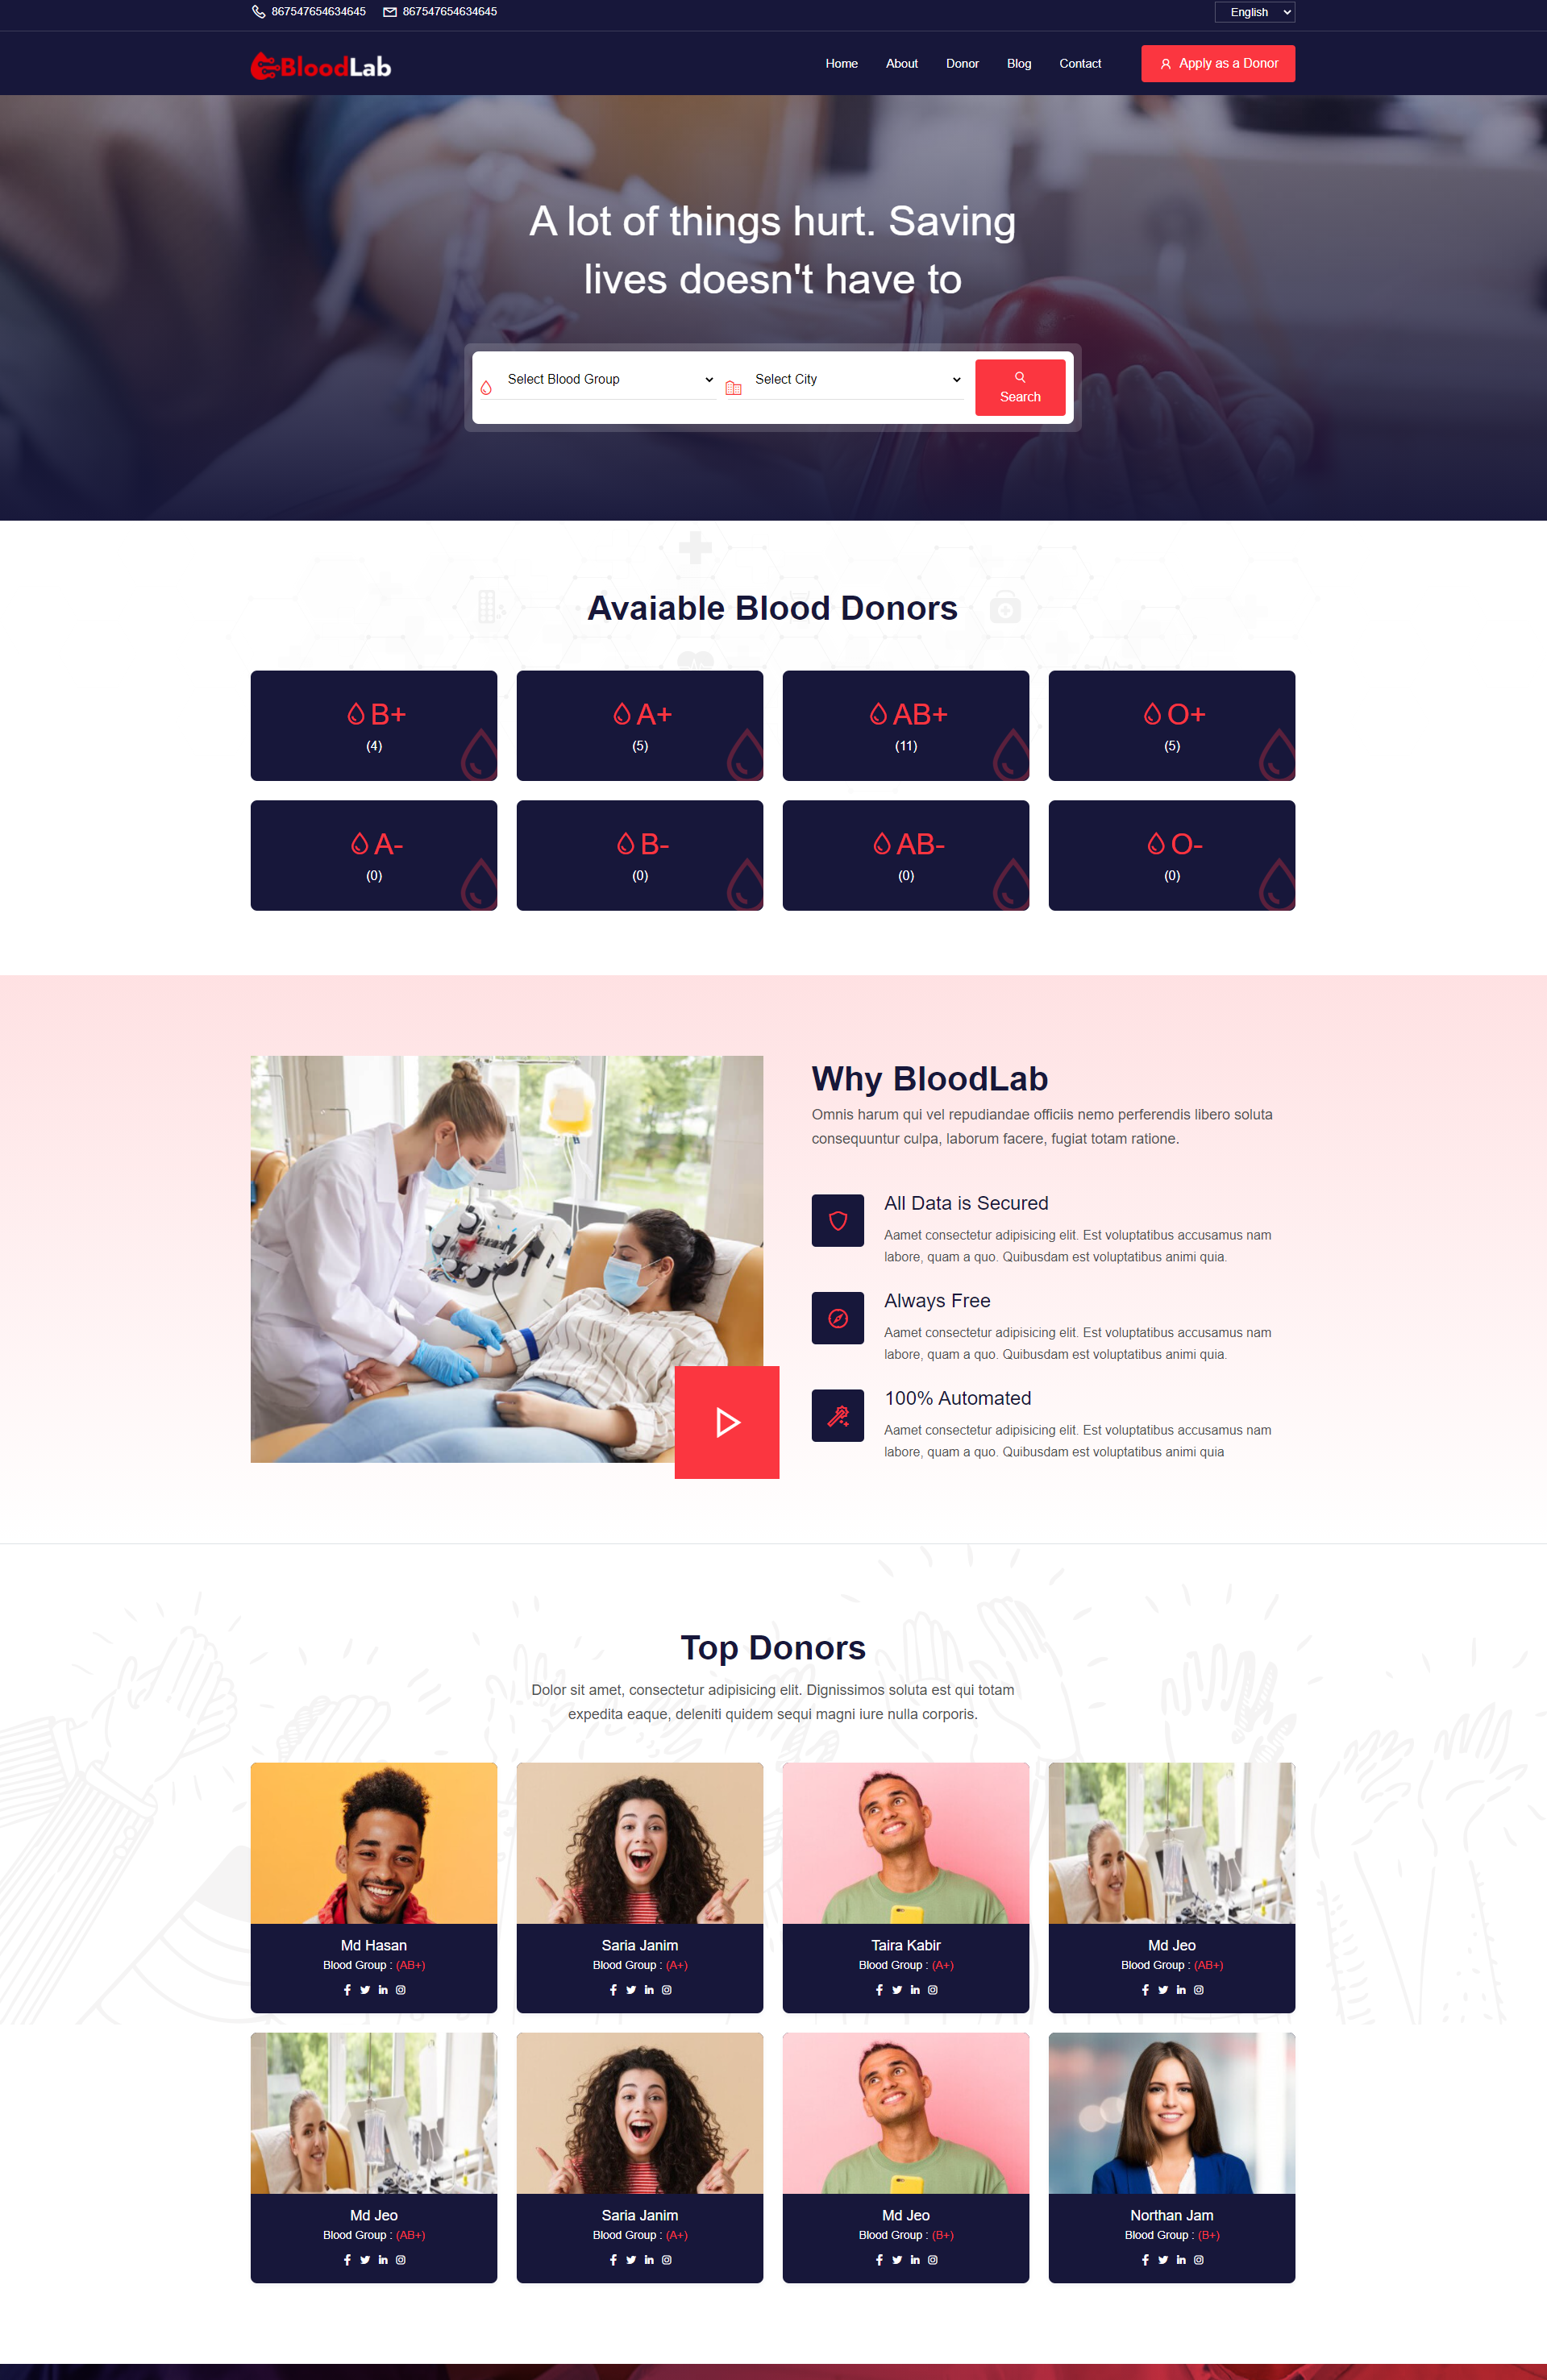 867547654634645 867547654634645 English
BloodLab Home About Donor Blog Contact Apply as a Donor
A lot of things hurt. Saving
lives doesn't have to
Select Blood Group Select City Search
Avaiable Blood Donors
B+ A+ AB+ O+
(4) (5) (11) (5)
A- B- AB- O-
(0) (0) (0) (0)
Why BloodLab
Omnis harum qui vel repudiandae officiis nemo perferendis libero soluta
consequuntur culpa, laborum facere, fugiat totam ratione.
All Data is Secured
Aamet consectetur adipisicing elit. Est voluptatibus accusamus nam
labore, quam a quo. Quibusdam est voluptatibus animi quia.
Always Free
Aamet consectetur adipisicing elit. Est voluptatibus accusamus nam
labore, quam a quo. Quibusdam est voluptatibus animi quia.
100% Automated
Aamet consectetur adipisicing elit. Est voluptatibus accusamus nam
labore, quam a quo. Quibusdam est voluptatibus animi quia
Top Donors
Dolor sit amet, consectetur adipisicing elit. Dignissimos soluta est qui totam
expedita eaque, deleniti quidem sequi magni iure nulla corporis.
Md Hasan Saria Janim Taira Kabir Md Jeo
Blood Group : (AB+) Blood Group : (A+) Blood Group : (A+) Blood Group : (AB+)
Md Jeo Saria Janim Md Jeo Northan Jam
Blood Group : (AB+) Blood Group : (A+) Blood Group : (B+) Blood Group : (B+)